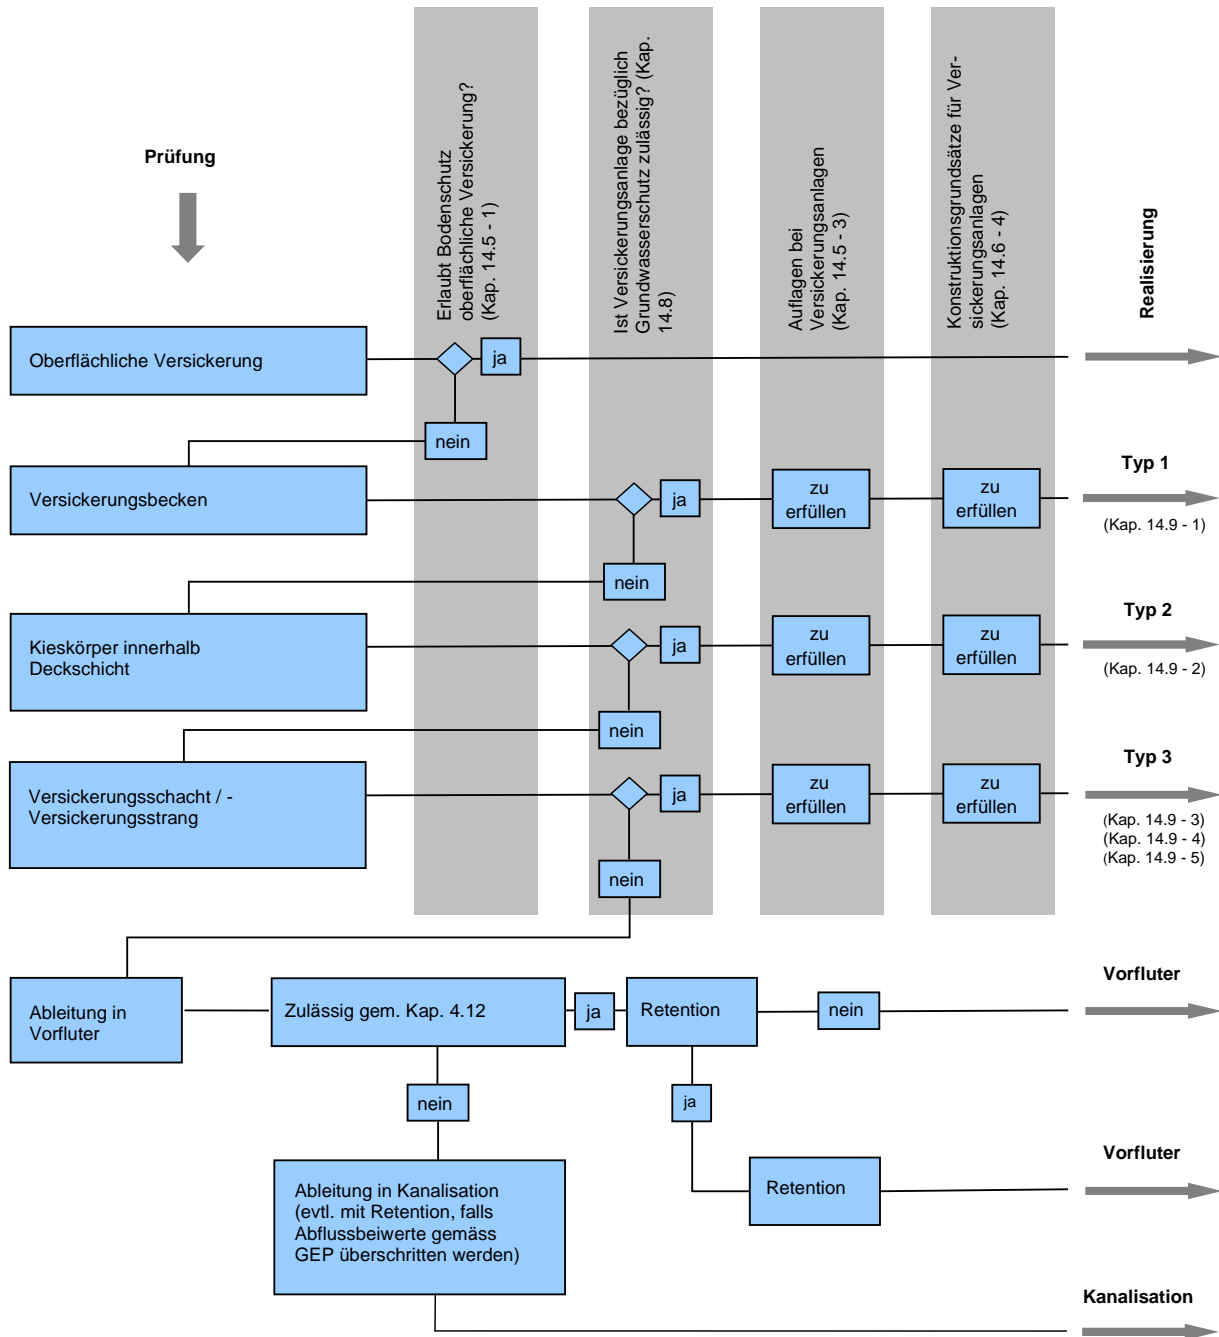 Prüfung
Erlaubt Bodenschutz
oberflächliche Versickerung?
(Kap. 14.5 - 1)
Ist Versickerungsanlage bezüglich
Grundwasserschutz zulässig? (Kap.
14.8)
Auflagen bei
Versickerungsanlagen
(Kap. 14.5 - 3)
Konstruktionsgrundsätze für Ver-
sickerungsanlagen
(Kap. 14.6 - 4)
Realisierung
Oberflächliche Versickerung
ja
nein
Versickerungsbecken
ja
zu
erfüllen
zu
erfüllen
Typ 1
(Kap. 14.9 - 1)
nein
Kieskörper innerhalb
Deckschicht
ja
zu
erfüllen
zu
erfüllen
Typ 2
(Kap. 14.9 - 2)
nein
Versickerungsschacht / -
Versickerungsstrang
ja
zu
erfüllen
zu
erfüllen
Typ 3
(Kap. 14.9 - 3)
(Kap. 14.9 - 4)
(Kap. 14.9 - 5)
nein
Ableitung in
Vorfluter
Zulässig gem. Kap. 4.12
ja
Retention
nein
Vorfluter
nein
ja
Ableitung in Kanalisation
(evtl. mit Retention, falls
Abflussbeiwerte gemäss
GEP überschritten werden)
Retention
Vorfluter
Kanalisation